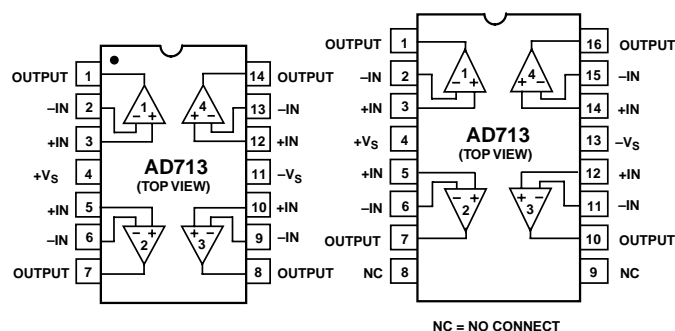 OUTPUT 1 14 OUTPUT
–IN 2 1 4 13 –IN
– + + –
+IN 3 12 +IN
AD713
+VS 4 (TOP VIEW) 11 –VS
+IN 5 10 +IN
– + + –
–IN 6 2 3 9 –IN
OUTPUT 7 8 OUTPUT
OUTPUT 1 16 OUTPUT
–IN 2 1 4 15 –IN
– + + –
+IN 3 14 +IN
+VS 4 AD713 13 –VS
(TOP VIEW)
+IN 5 12 +IN
– + + –
–IN 6 2 3 11 –IN
OUTPUT 7 10 OUTPUT
NC 8 9 NC
NC = NO CONNECT